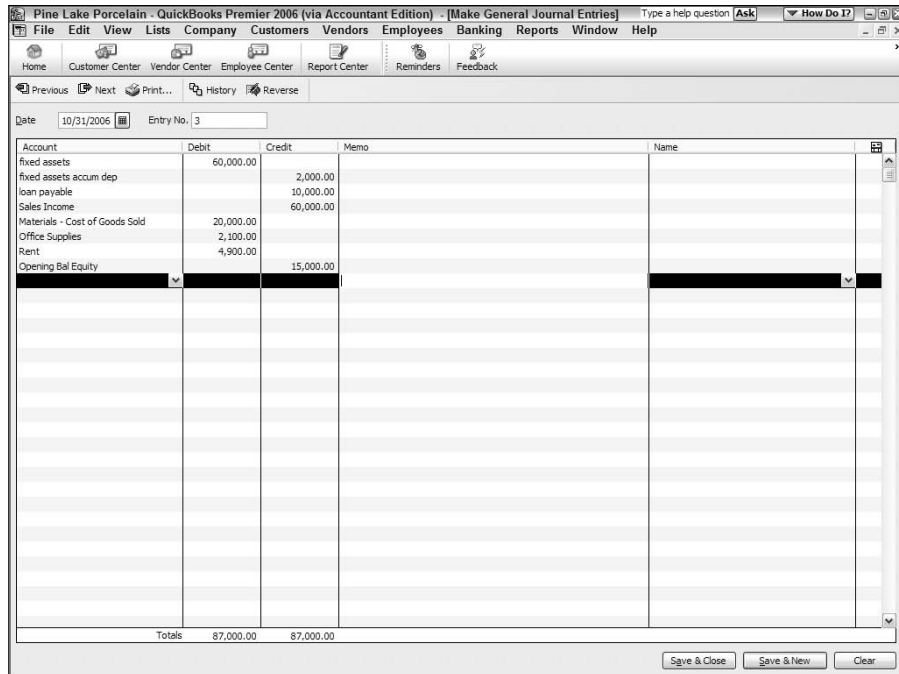 Pine Lake Porcelain - QuickBooks Premier 2006 (via Accountant Edition) - [Make General Journal Entries] Type a help question Ask How Do I?
File Edit View Lists Company Customers Vendors Employees Banking Reports Window Help
Home Customer Center Vendor Center Employee Center Report Center Reminders Feedback
Previous Next Print... History Reverse
Date 10/31/2006 Entry No. 3
Account Debit Credit Memo Name
fixed assets 60,000.00
fixed assets accum dep 2,000.00
loan payable 10,000.00
Sales Income 60,000.00
Materials - Cost of Goods Sold 20,000.00
Office Supplies 2,100.00
Rent 4,900.00
Opening Bal Equity 15,000.00
Totals 87,000.00 87,000.00
Save & Close Save & New Clear